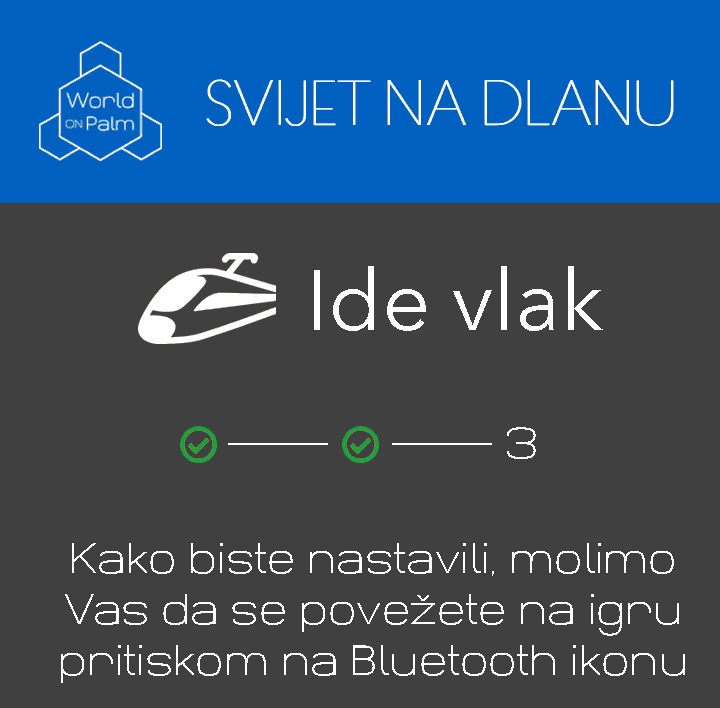 World
ON Palm
SVIJET NA DLANU
Ide vlak
3
Kako biste nastavili, molimo
Vas da se povežete na igru
pritiskom na Bluetooth ikonu